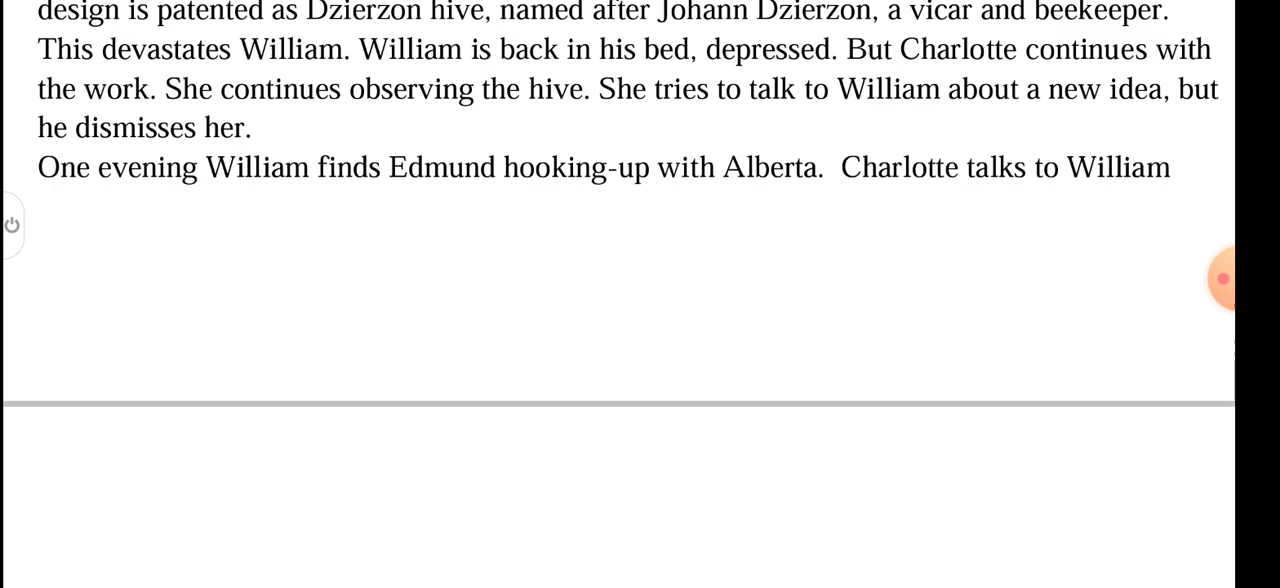 design is patented as Dzierzon hive, named after Johann Dzierzon, a vicar and beekeeper.
This devastates William. William is back in his bed, depressed. But Charlotte continues with
the work. She continues observing the hive. She tries to talk to William about a new idea, but
he dismisses her.
One evening William finds Edmund hooking-up with Alberta.  Charlotte talks to William